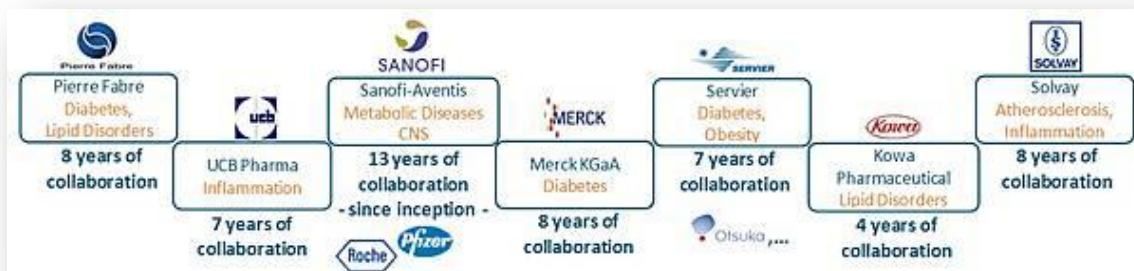 Pierre Fabre
Pierre Fabre
Diabetes,
Lipid Disorders
8 years of
collaboration
ucb
UCB Pharma
Inflammation
7 years of
collaboration
SANOFI
Sanofi-Aventis
Metabolic Diseases
CNS
13 years of
collaboration
- since inception -
Roche
Pfizer
MERCK
Merck KGaA
Diabetes
8 years of
collaboration
SERVIER
Servier
Diabetes,
Obesity
7 years of
collaboration
Otsuka,...
Kowa
Kowa
Pharmaceutical
Lipid Disorders
4 years of
collaboration
SOLVAY
Solvay
Atherosclerosis,
Inflammation
8 years of
collaboration